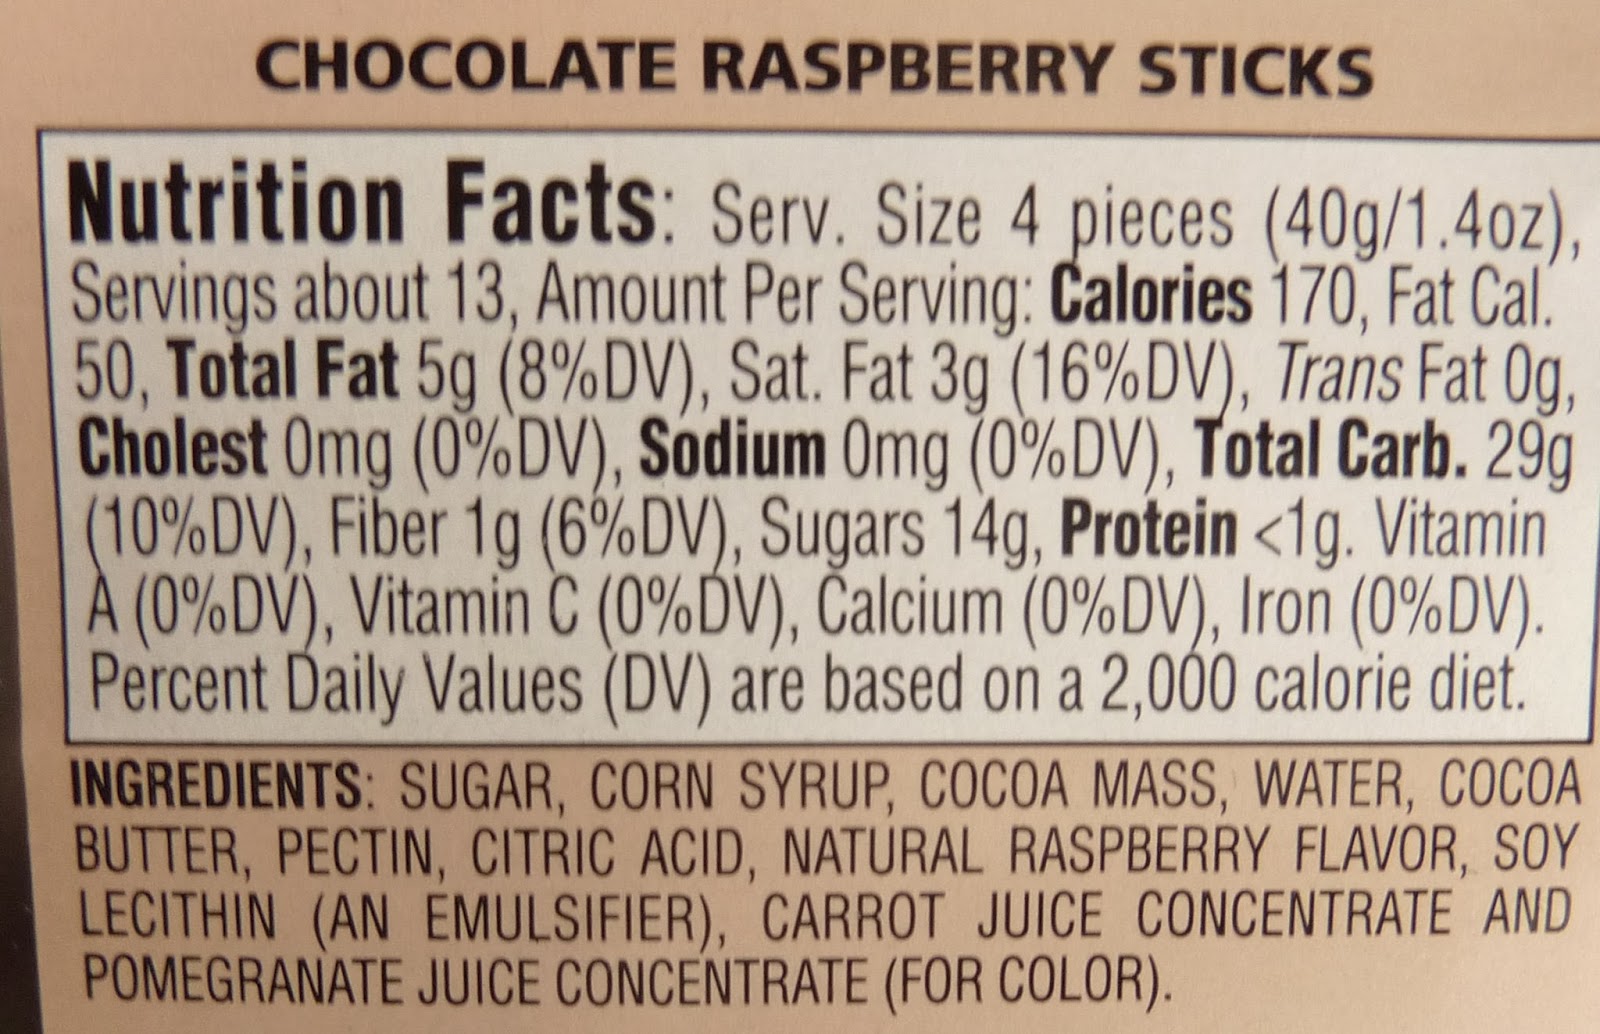 CHOCOLATE RASPBERRY STICKS
Nutrition Facts: Serv. Size 4 pieces (40g/1.4oz),
Servings about 13, Amount Per Serving: Calories 170, Fat Cal.
50, Total Fat 5g (8%DV), Sat. Fat 3g (16%DV), Trans Fat 0g,
Cholest 0mg (0%DV), Sodium 0mg (0%DV), Total Carb. 29g
(10%DV), Fiber 1g (6%DV), Sugars 14g, Protein <1g. Vitamin
A (0%DV), Vitamin C (0%DV), Calcium (0%DV), Iron (0%DV).
Percent Daily Values (DV) are based on a 2,000 calorie diet.
INGREDIENTS: SUGAR, CORN SYRUP, COCOA MASS, WATER, COCOA
BUTTER, PECTIN, CITRIC ACID, NATURAL RASPBERRY FLAVOR, SOY
LECITHIN (AN EMULSIFIER), CARROT JUICE CONCENTRATE AND
POMEGRANATE JUICE CONCENTRATE (FOR COLOR).